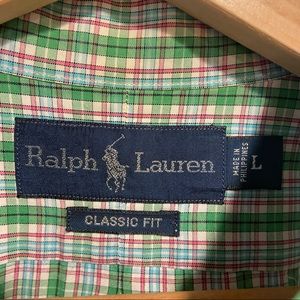 Ralph Lauren
MADE IN
PHILIPPINES
L
CLASSIC FIT